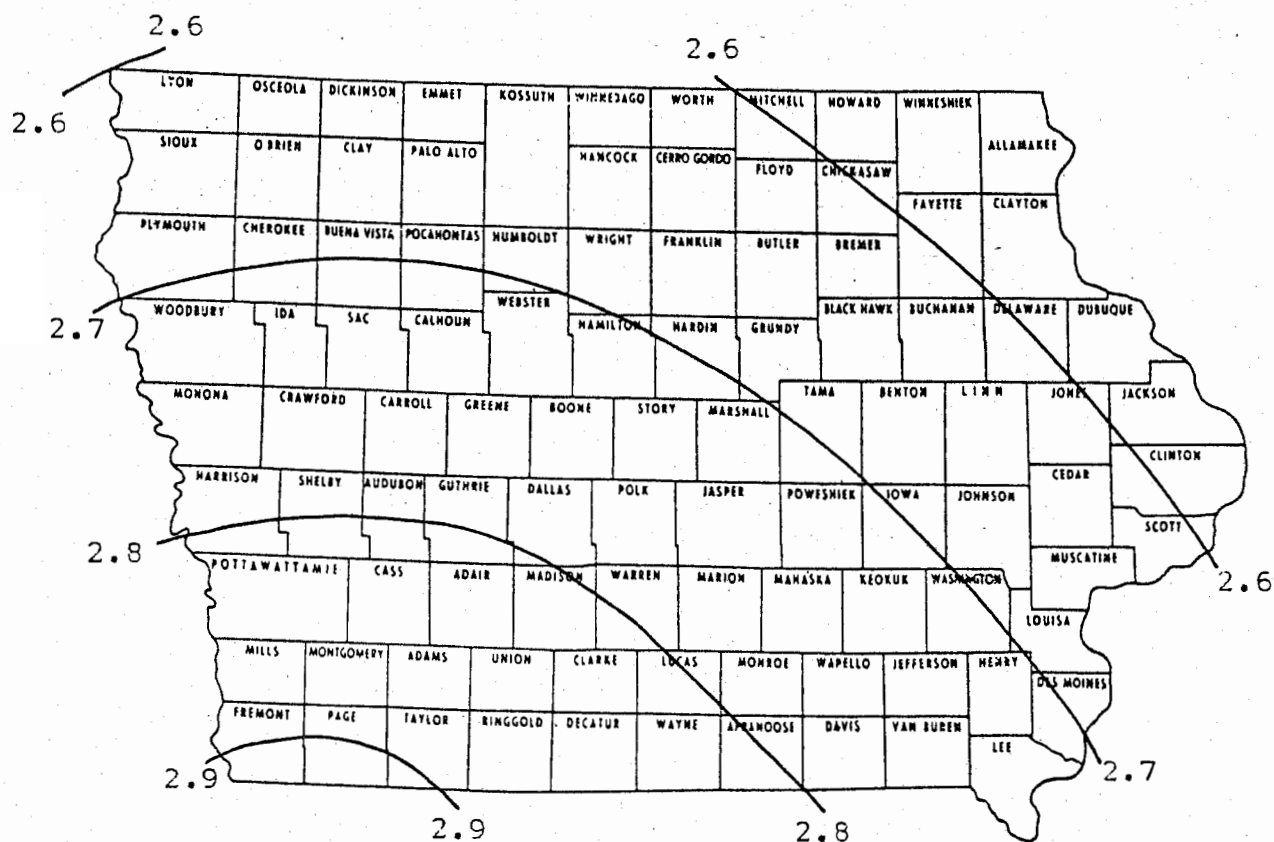 2.6
2.6
LYON OSCEOLA DICKINSON EMMET KOSSUTH WINNEBAGO WORTH MITCHELL HOWARD WINNESHIEK
2.6
SIOUX O BRIEN CLAY PALO ALTO HANCOCK CERRO GORDO FLOYD CHICKASAW ALLAMAKEE
PLYMOUTH CHEROKEE BUENA VISTA POCAHONTAS HUMBOLDT WRIGHT FRANKLIN BUTLER BREMER FAYETTE CLAYTON
2.7
WOODBURY IDA SAC CALHOUN WEBSTER HAMILTON HARDIN GRUNDY BLACK HAWK BUCHANAN DELAWARE DUBUQUE
MONONA CRAWFORD CARROLL GREENE BOONE STORY MARSHALL TAMA BENTON LINN JONES JACKSON
CLINTON
HARRISON SHELBY AUDUBON GUTHRIE DALLAS POLK JASPER POWESHIEK IOWA JOHNSON CEDAR
SCOTT
2.8
POTTAWATTAMIE CASS ADAIR MADISON WARREN MARION MAHASKA KEOKUK WASHINGTON MUSCATINE
2.6
LOUISA
MILLS MONTGOMERY ADAMS UNION CLARKE LUCAS MONROE WAPELLO JEFFERSON HENRY DES MOINES
FREMONT PAGE TAYLOR RINGGOLD DECATUR WAYNE APPANOOSE DAVIS VAN BUREN LEE
2.9
2.7
2.9
2.8